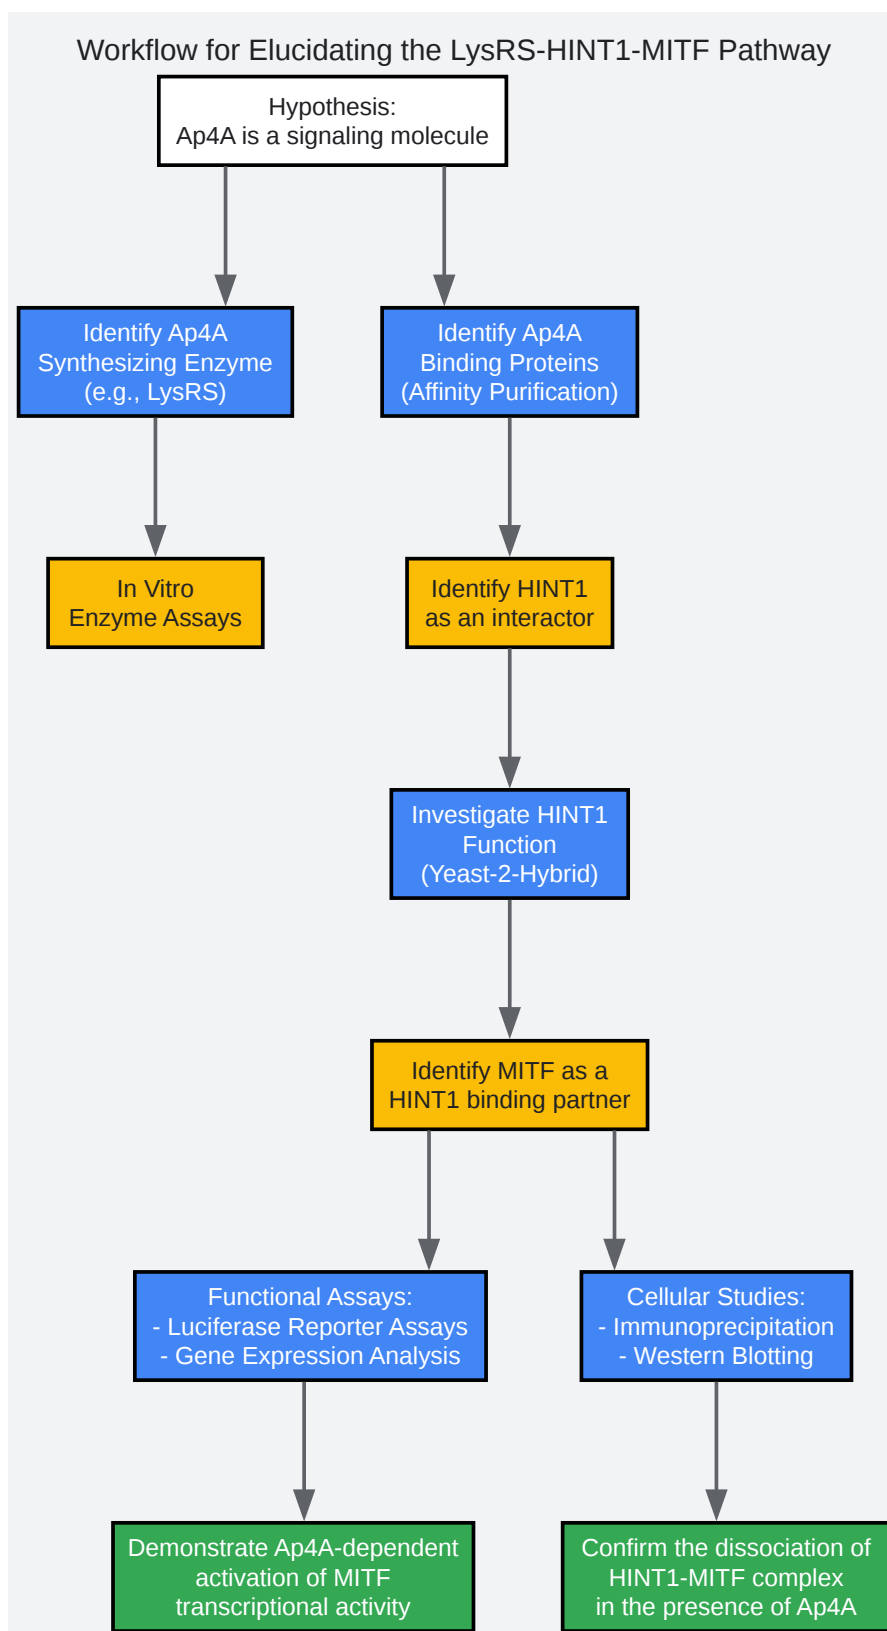 Workflow for Elucidating the LysRS-HINT1-MITF Pathway
Hypothesis:
Ap4A is a signaling molecule
Identify Ap4A
Synthesizing Enzyme
(e.g., LysRS)
Identify Ap4A
Binding Proteins
(Affinity Purification)
In Vitro
Enzyme Assays
Identify HINT1
as an interactor
Investigate HINT1
Function
(Yeast-2-Hybrid)
Identify MITF as a
HINT1 binding partner
Functional Assays:
- Luciferase Reporter Assays
- Gene Expression Analysis
Cellular Studies:
- Immunoprecipitation
- Western Blotting
Demonstrate Ap4A-dependent
activation of MITF
transcriptional activity
Confirm the dissociation of
HINT1-MITF complex
in the presence of Ap4A